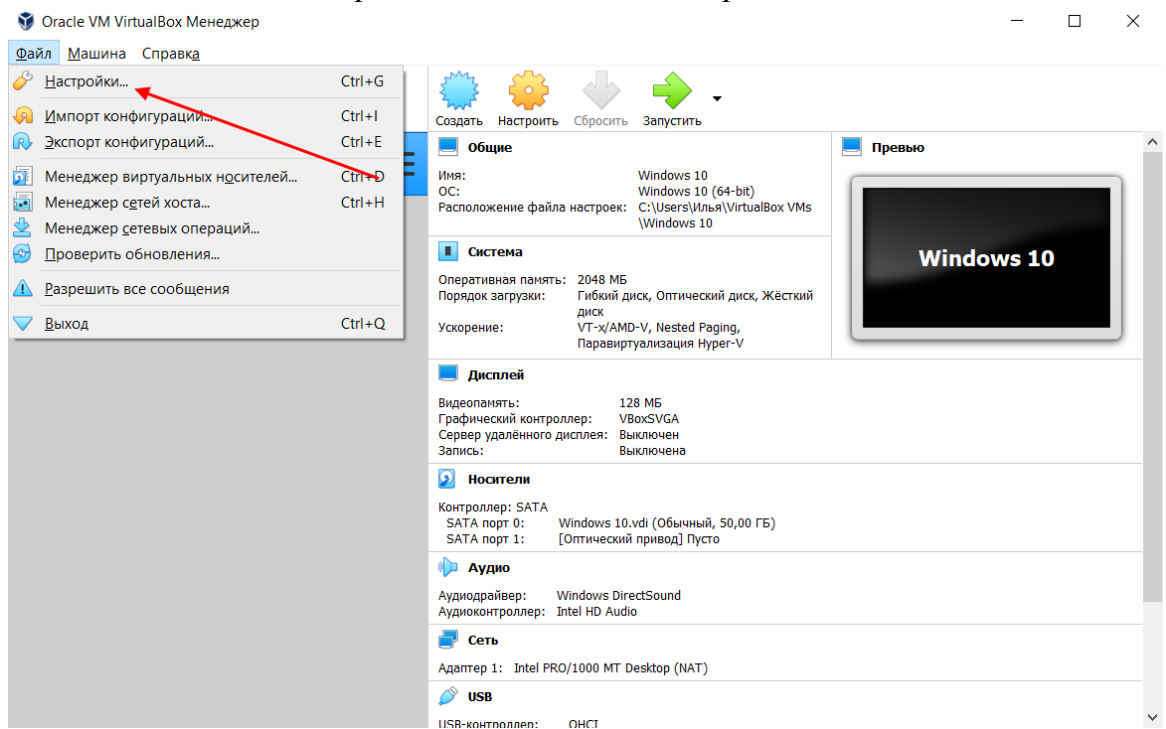 Oracle VM VirtualBox Менеджер
Файл Машина Справка
Настройки... Ctrl+G
Импорт конфигураций... Ctrl+I
Экспорт конфигураций... Ctrl+E
Менеджер виртуальных носителей... Ctrl+D
Менеджер сетей хоста... Ctrl+H
Менеджер сетевых операций...
Проверить обновления...
Разрешить все сообщения
Выход Ctrl+Q
Создать Настроить Сбросить Запустить
Общие
Имя: Windows 10
ОС: Windows 10 (64-bit)
Расположение файла настроек: C:\Users\Илья\VirtualBox VMs
\Windows 10
Система
Оперативная память: 2048 МБ
Порядок загрузки: Гибкий диск, Оптический диск, Жёсткий
диск
Ускорение: VT-x/AMD-V, Nested Paging,
Паравиртуализация Hyper-V
Превью
Windows 10
Дисплей
Видеопамять: 128 МБ
Графический контроллер: VBoxSVGA
Сервер удалённого дисплея: Выключен
Запись: Выключена
Носители
Контроллер: SATA
SATA порт 0: Windows 10.vdi (Обычный, 50,00 ГБ)
SATA порт 1: [Оптический привод] Пусто
Аудио
Аудиодрайвер: Windows DirectSound
Аудиоконтроллер: Intel HD Audio
Сеть
Адаптер 1: Intel PRO/1000 MT Desktop (NAT)
USB
USB-контроллер: OHCI